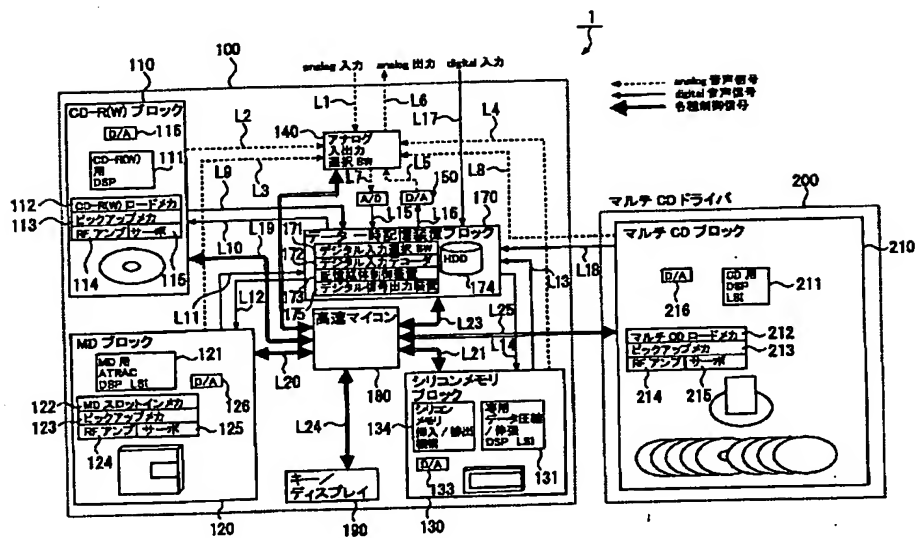 1
100
analog 入力
analog 出力
digital 入力
analog 音声信号
digital 音声信号
各種制御信号
110
CD-R(W) ブロック
D/A
116
CD-R(W)
用
DSP
111
112
CD-R(W) ロードメカ
113
ピックアップメカ
RF アンプ
サーボ
114
115
L1
L6
L17
L4
L2
L3
L5
L7
L8
L9
L10
L19
L11
L12
L15
L16
L18
L13
140
アナログ
入出力
選択 SW
A/D
D/A
150
170
データ一時記憶装置ブロック
171
デジタル入力選択 SW
172
デジタル入力デコーダ
記憶媒体制御装置
173
デジタル信号出力装置
175
HDD
174
高速マイコン
180
L23
L25
L14
L20
L21
L24
MD ブロック
MD 用
ATRAC
DSP LSI
121
D/A
126
122
MD スロットインメカ
123
ピックアップメカ
RF アンプ
サーボ
125
124
120
キー/
ディスプレイ
190
シリコンメモリ
ブロック
134
シリコン
メモリ
挿入/排出
機構
専用
データ圧縮
/伸張
DSP LSI
D/A
133
131
130
200
マルチ CD ドライバ
マルチ CD ブロック
210
D/A
216
CD 用
DSP
LSI
211
マルチ CD ロードメカ
212
ピックアップメカ
213
RF アンプ
サーボ
214
215